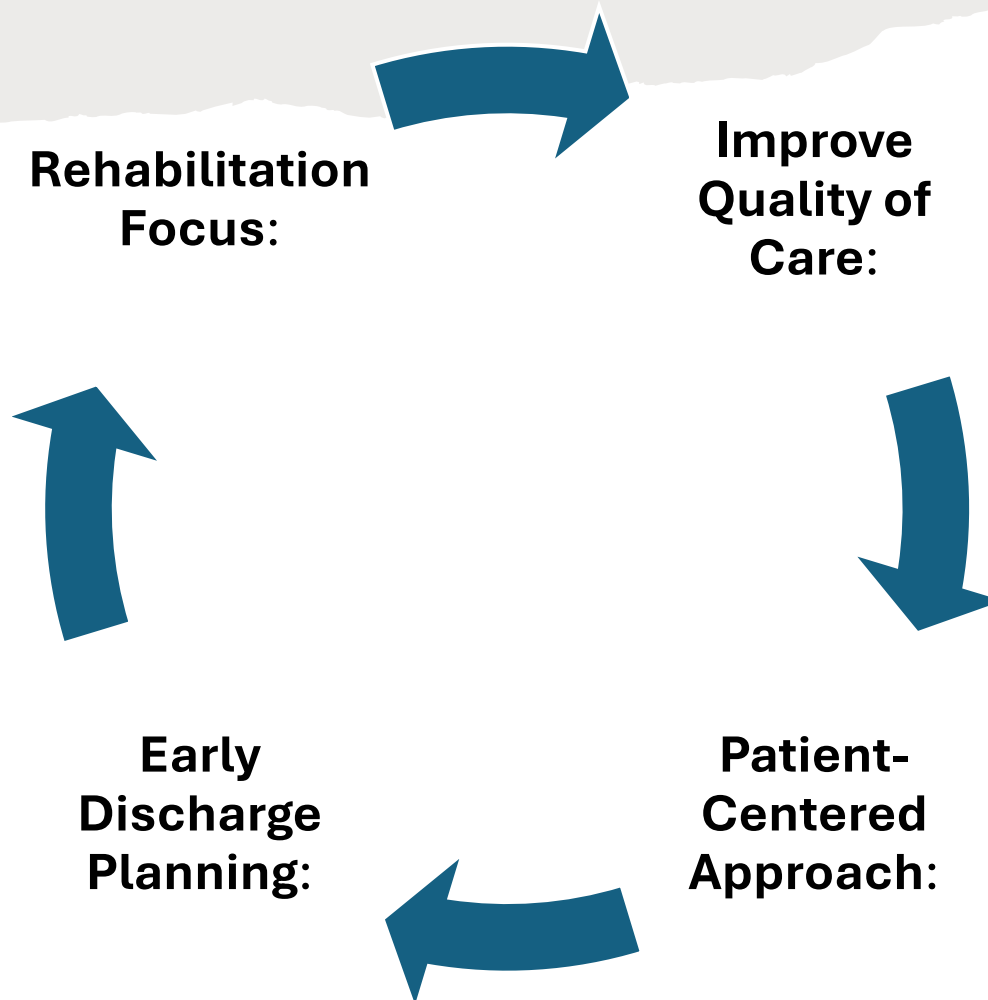 Rehabilitation
Focus:
Improve
Quality of
Care:
Patient-
Centered
Approach:
Early
Discharge
Planning: